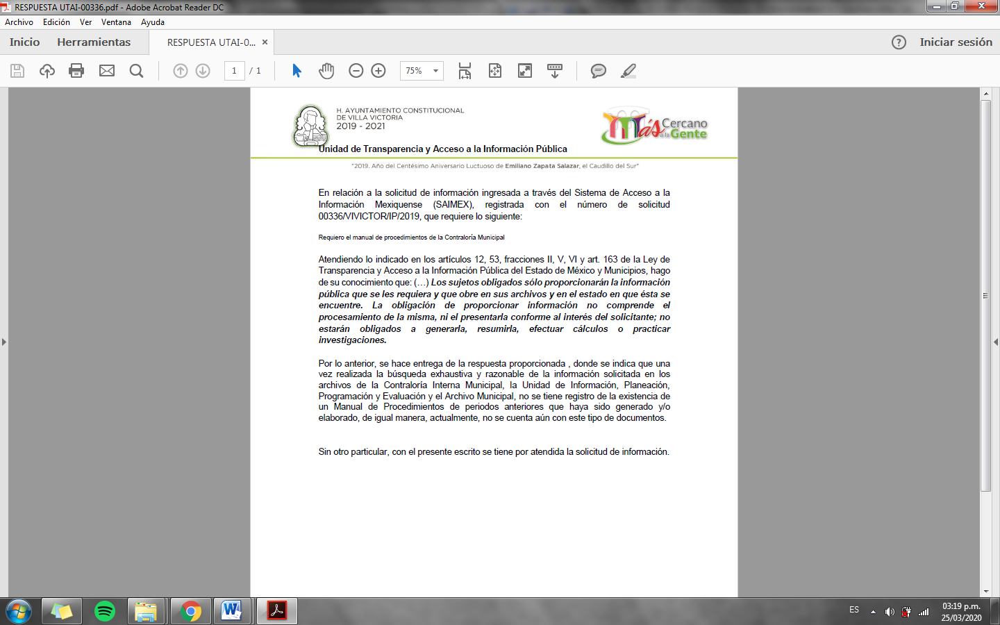 RESPUESTA UTAI-00336.pdf - Adobe Acrobat Reader DC
Archivo Edición Ver Ventana Ayuda
Inicio Herramientas RESPUESTA UTAI-0... × Iniciar sesión
1 / 1 75%
H. AYUNTAMIENTO CONSTITUCIONAL
DE VILLA VICTORIA
2019 - 2021
Más Cercano
a la Gente
Unidad de Transparencia y Acceso a la Información Pública
"2019. Año del Centésimo Aniversario Luctuoso de Emiliano Zapata Salazar, el Caudillo del Sur"
En relación a la solicitud de información ingresada a través del Sistema de Acceso a la
Información Mexiquense (SAIMEX), registrada con el número de solicitud
00336/VIVICTOR/IP/2019, que requiere lo siguiente:
Requiero el manual de procedimientos de la Contraloría Municipal
Atendiendo lo indicado en los artículos 12, 53, fracciones II, V, VI y art. 163 de la Ley de
Transparencia y Acceso a la Información Pública del Estado de México y Municipios, hago
de su conocimiento que: (…) Los sujetos obligados sólo proporcionarán la información
pública que se les requiera y que obre en sus archivos y en el estado en que ésta se
encuentre. La obligación de proporcionar información no comprende el
procesamiento de la misma, ni el presentarla conforme al interés del solicitante; no
estarán obligados a generarla, resumirla, efectuar cálculos o practicar
investigaciones.
Por lo anterior, se hace entrega de la respuesta proporcionada , donde se indica que una
vez realizada la búsqueda exhaustiva y razonable de la información solicitada en los
archivos de la Contraloría Interna Municipal, la Unidad de Información, Planeación,
Programación y Evaluación y el Archivo Municipal, no se tiene registro de la existencia de
un Manual de Procedimientos de periodos anteriores que haya sido generado y/o
elaborado, de igual manera, actualmente, no se cuenta aún con este tipo de documentos.
Sin otro particular, con el presente escrito se tiene por atendida la solicitud de información.
ES 03:19 p.m.
25/03/2020